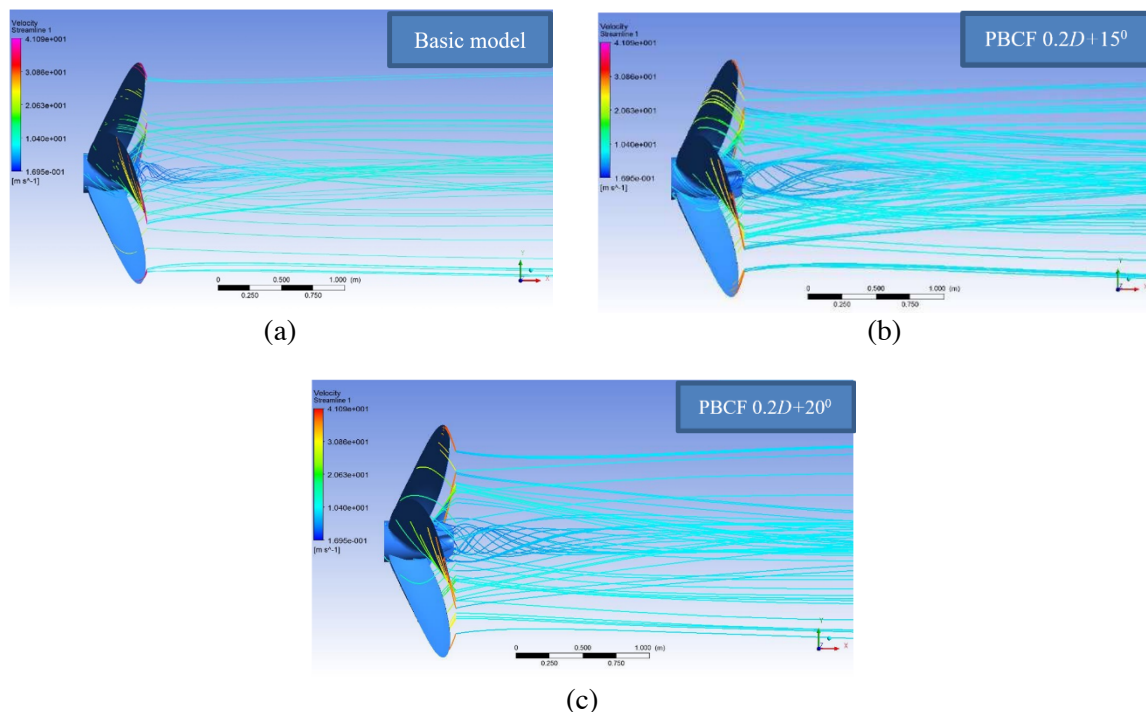 Velocity
Streamline 1
4.109e+001
3.086e+001
2.063e+001
1.040e+001
1.695e-001
[m s^-1]
Basic model
0 0.500 1.000 (m)
0.250 0.750
Y
Z X
(a)
Velocity
Streamline 1
4.109e+001
3.086e+001
2.063e+001
1.040e+001
1.695e-001
[m s^-1]
PBCF 0.2D+15⁰
0 0.500 1.000 (m)
0.250 0.750
Y
Z X
(b)
Velocity
Streamline 1
4.109e+001
3.086e+001
2.063e+001
1.040e+001
1.695e-001
[m s^-1]
PBCF 0.2D+20⁰
0 0.500 1.000 (m)
0.250 0.750
Y
Z X
(c)